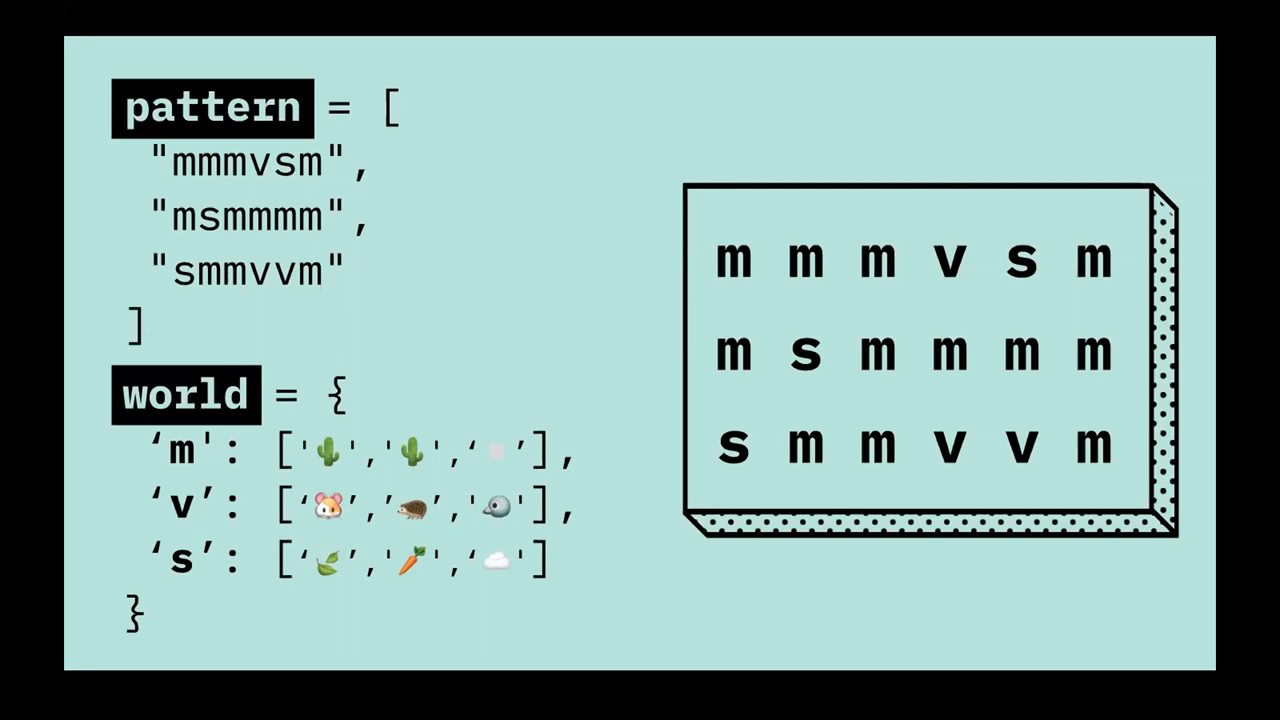 pattern = [
"mmmvsm",
"msmmmm",
"smmvvm"
]
world = {
‘m': ['🌵','🌵',‘◽’],
‘v’: [‘🐹’,’🦔’,'🐦'],
‘s’: [‘🌿’,'🥕',‘☁️']
}
m m m v s m
m s m m m m
s m m v v m